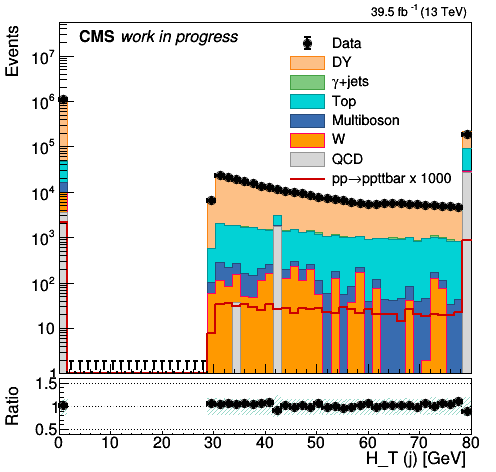 39.5 fb⁻¹ (13 TeV)
Events
CMS work in progress
Data
DY
γ+jets
Top
Multiboson
W
QCD
pp→ppttbar x 1000
10⁷
10⁶
10⁵
10⁴
10³
10²
10
1
Ratio
1.5
1
0.5
0 10 20 30 40 50 60 70 80
H_T (j) [GeV]